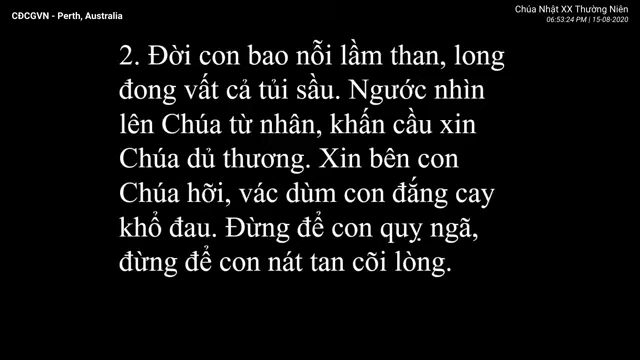 CĐCGVN - Perth, Australia
Chúa Nhật XX Thường Niên
06:53:24 PM | 15-08-2020
2. Đời con bao nỗi lầm than, long
đong vất cả tủi sầu. Ngước nhìn
lên Chúa từ nhân, khấn cầu xin
Chúa dủ thương. Xin bên con
Chúa hỡi, vác dùm con đắng cay
khổ đau. Đừng để con quỵ ngã,
đừng để con nát tan cõi lòng.